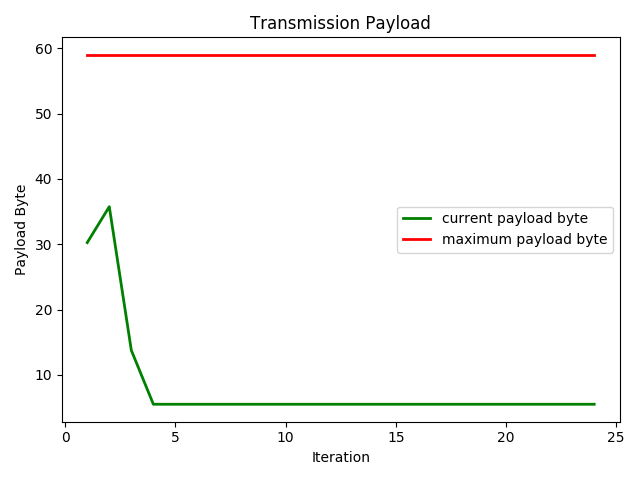 Transmission Payload
60
50
40
30
20
10
Payload Byte
current payload byte
maximum payload byte
0 5 10 15 20 25
Iteration